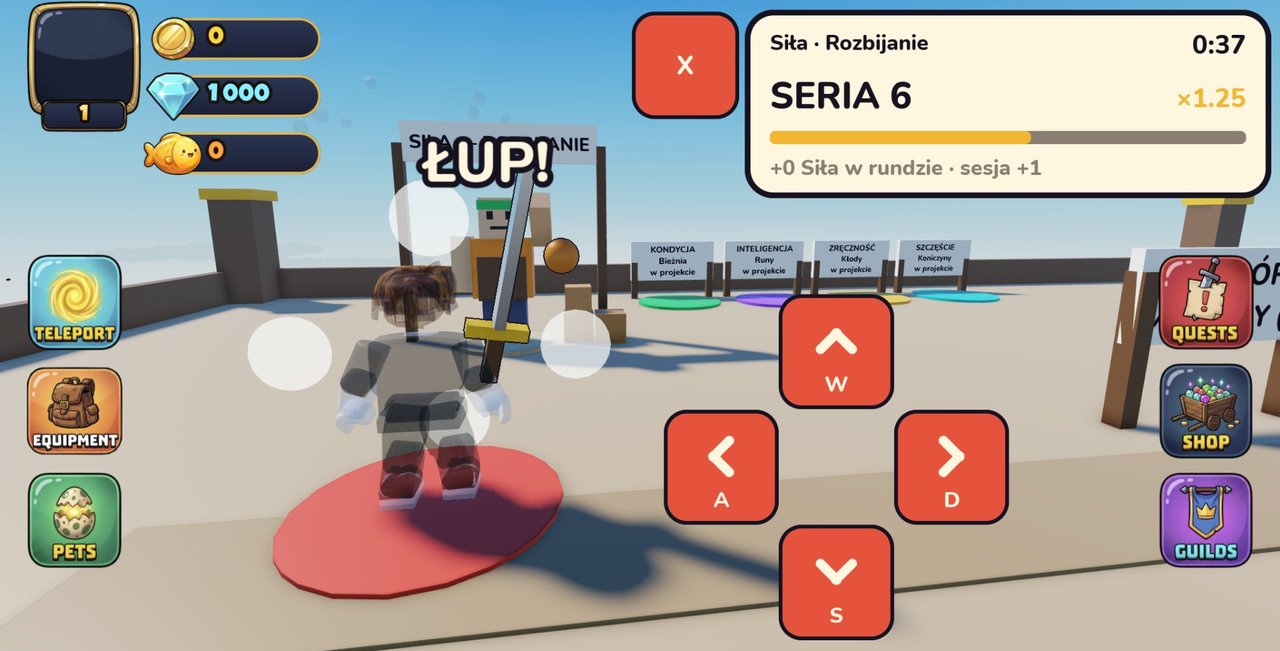 0
1000
1
0
X
Siła · Rozbijanie
0:37
SERIA 6
×1.25
+0 Siła w rundzie · sesja +1
ŁUP!
KONDYCJA
Bieżnia
w projekcie
INTELIGENCJA
Runy
w projekcie
ZRĘCZNOŚĆ
Kłody
w projekcie
SZCZĘŚCIE
Koniczyny
w projekcie
TELEPORT
EQUIPMENT
PETS
W
A
D
S
QUESTS
SHOP
GUILDS